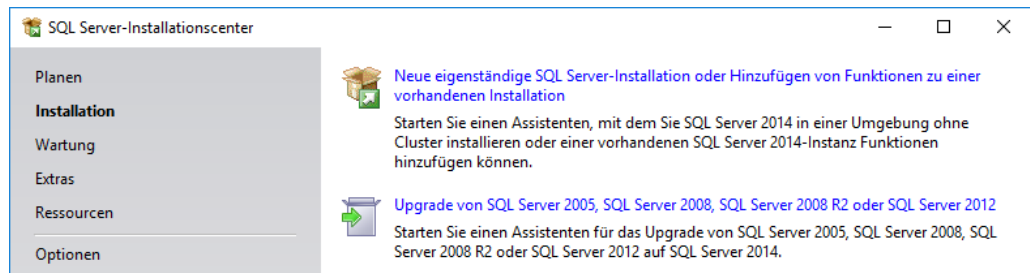 SQL Server-Installationscenter
Planen
Installation
Wartung
Extras
Ressourcen
Optionen
Neue eigenständige SQL Server-Installation oder Hinzufügen von Funktionen zu einer
vorhandenen Installation
Starten Sie einen Assistenten, mit dem Sie SQL Server 2014 in einer Umgebung ohne
Cluster installieren oder einer vorhandenen SQL Server 2014-Instanz Funktionen
hinzufügen können.
Upgrade von SQL Server 2005, SQL Server 2008, SQL Server 2008 R2 oder SQL Server 2012
Starten Sie einen Assistenten für das Upgrade von SQL Server 2005, SQL Server 2008, SQL
Server 2008 R2 oder SQL Server 2012 auf SQL Server 2014.